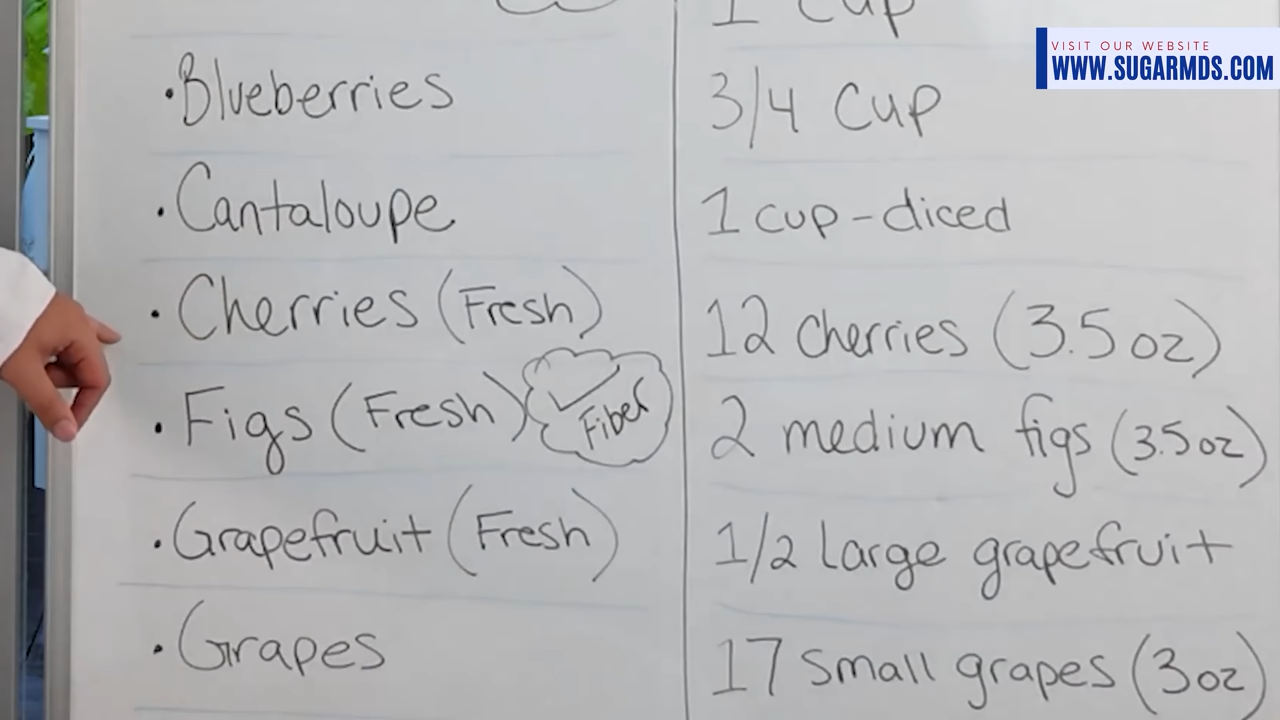 1 Cup
VISIT OUR WEBSITE
WWW.SUGARMDS.COM
• Blueberries 3/4 Cup
• Cantaloupe 1 cup - diced
• Cherries (Fresh) 12 cherries (3.5 oz)
• Figs (Fresh) ✓ Fiber 2 medium figs (3.5 oz)
• Grapefruit (Fresh) 1/2 Large grapefruit
• Grapes 17 small grapes (3 oz)